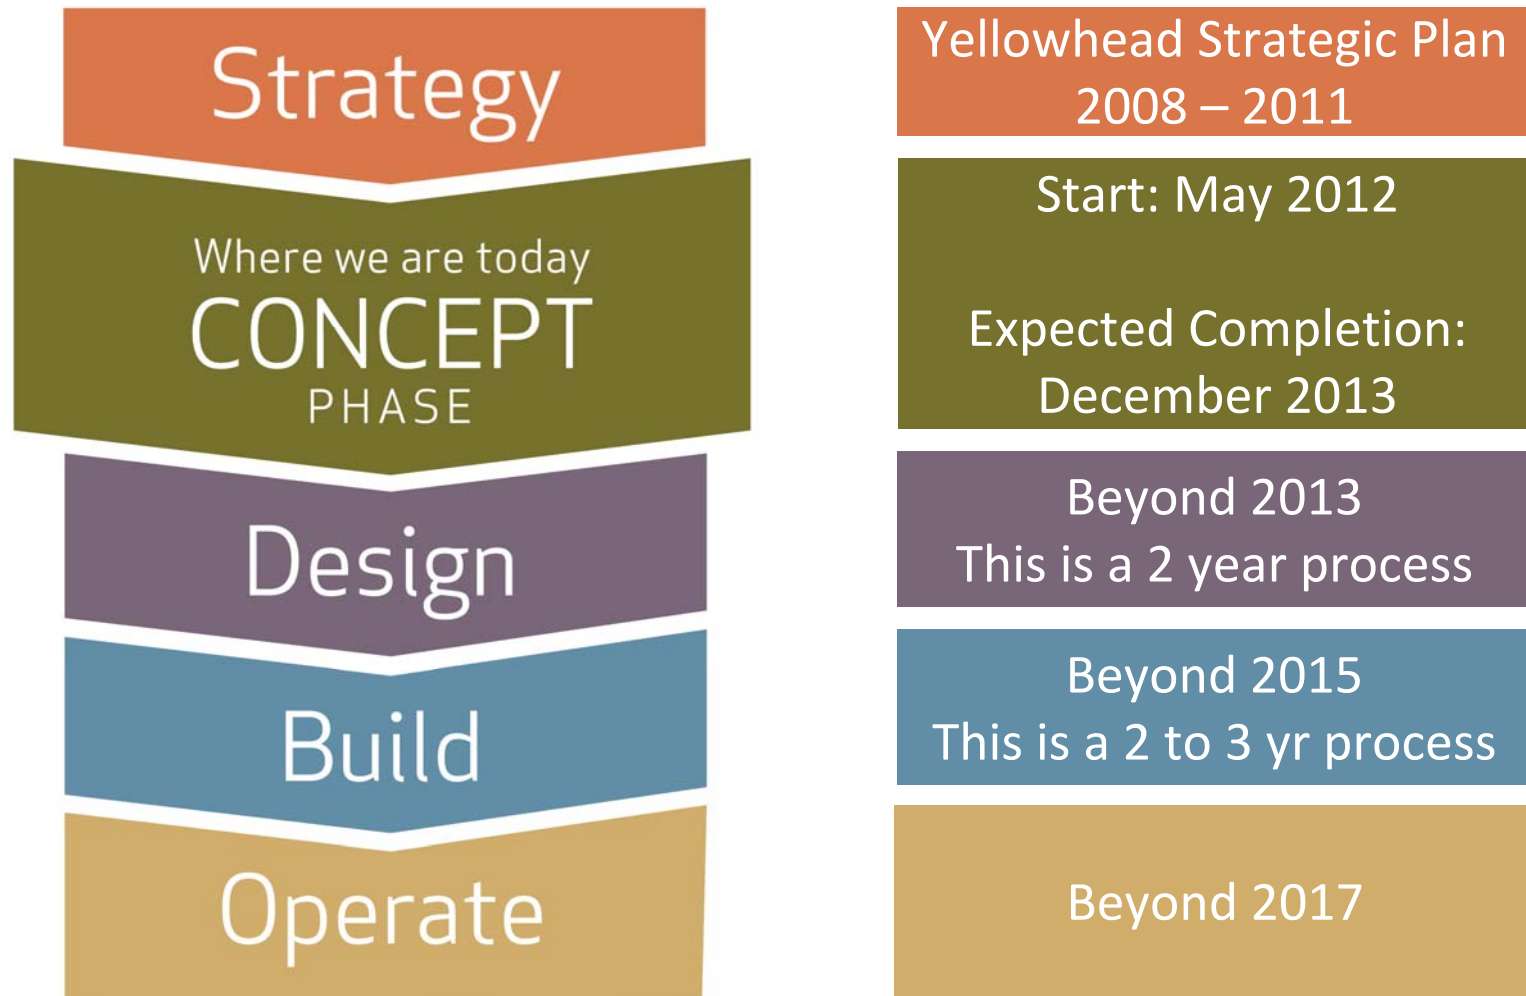 Strategy
Yellowhead Strategic Plan
2008 – 2011
Where we are today
CONCEPT
PHASE
Start: May 2012
Expected Completion:
December 2013
Design
Beyond 2013
This is a 2 year process
Build
Beyond 2015
This is a 2 to 3 yr process
Operate
Beyond 2017